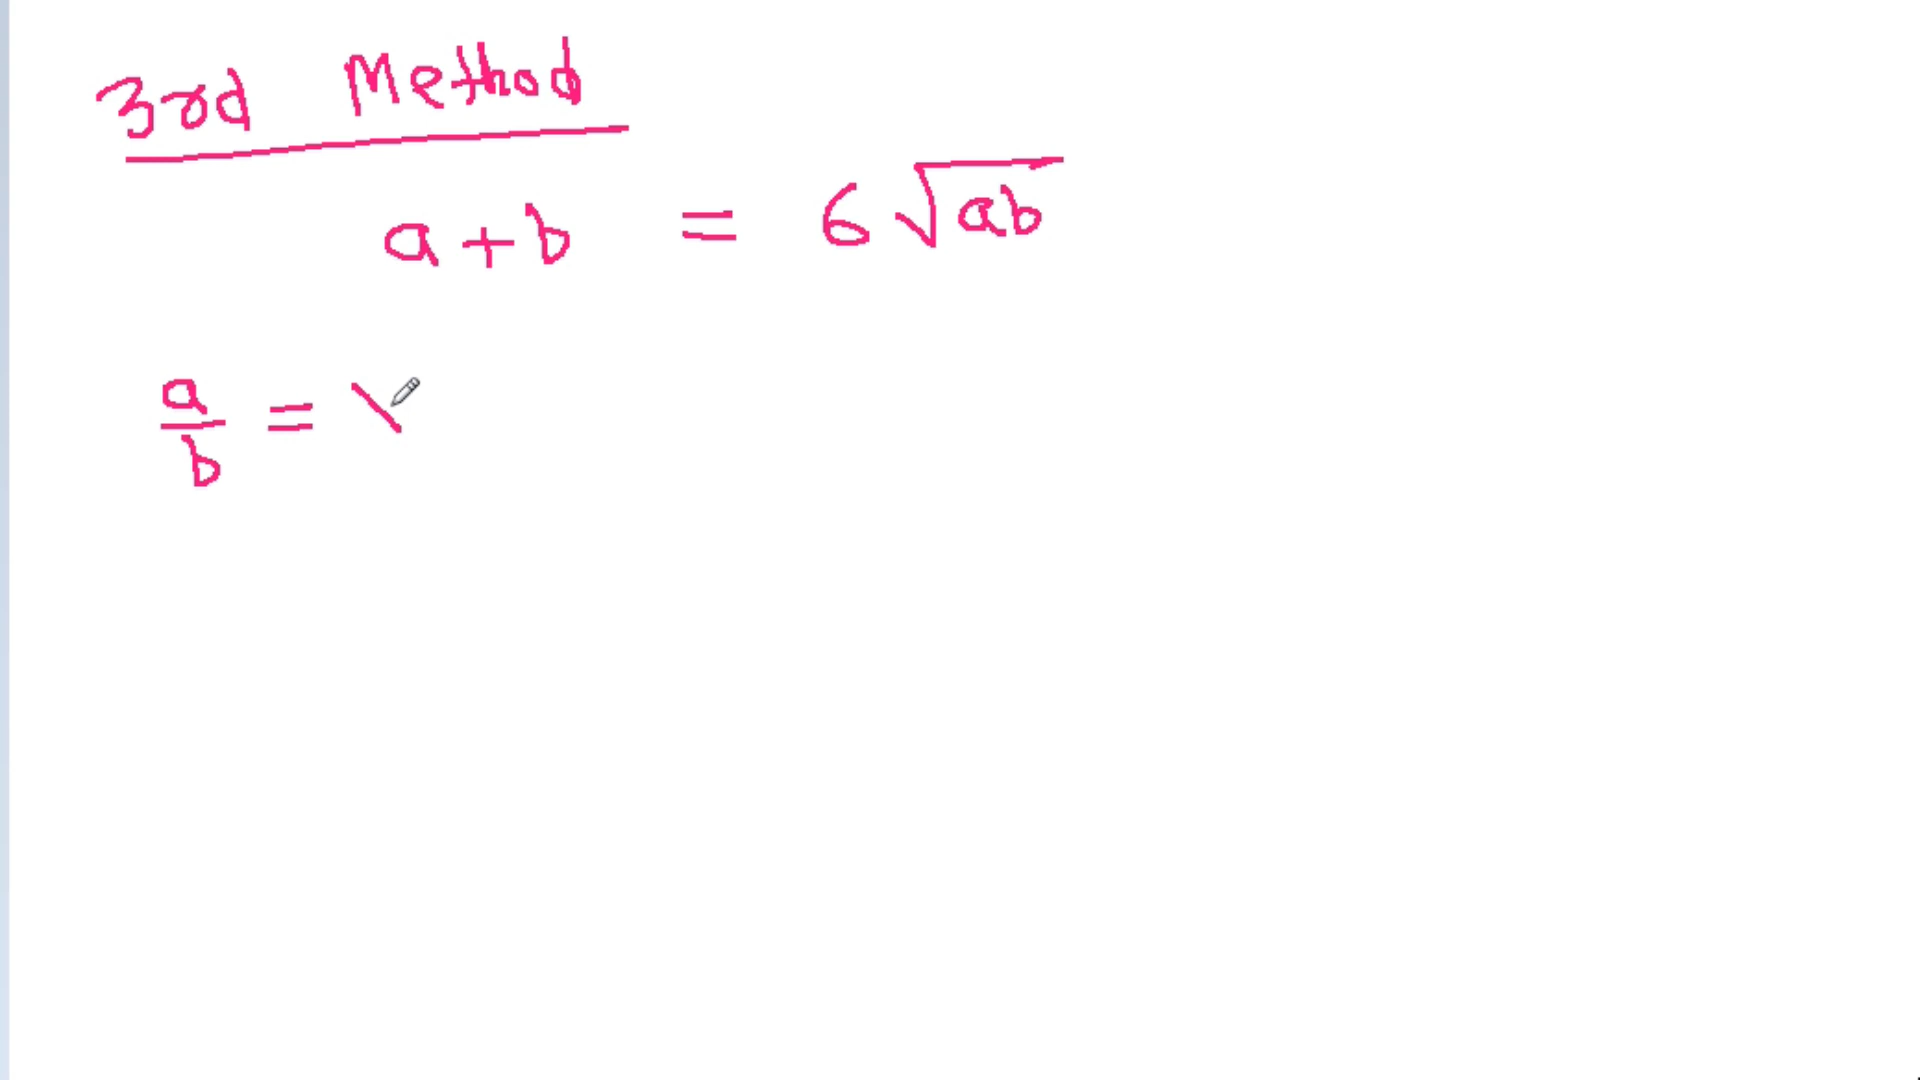 3rd Method
a + b = 6√ab
a/b =